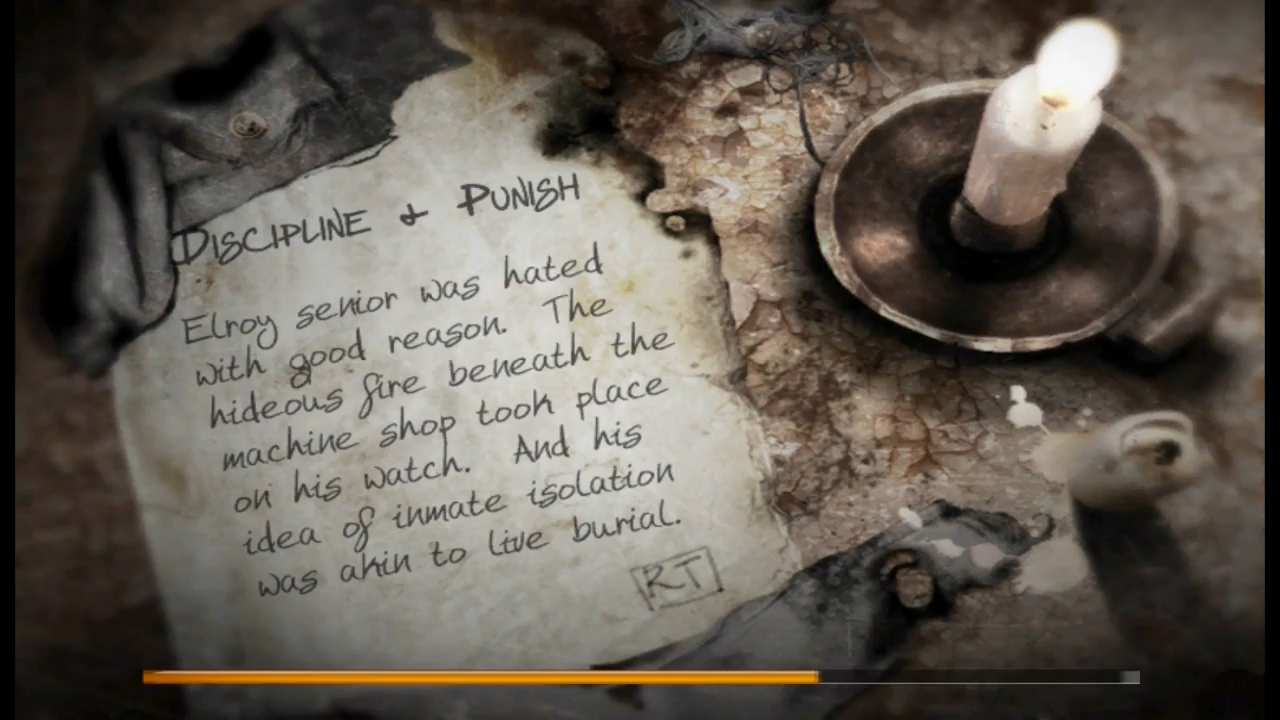 DISCIPLINE & PUNISH
Elroy senior was hated
with good reason. The
hideous fire beneath the
machine shop took place
on his watch. And his
idea of inmate isolation
was akin to live burial.
RT